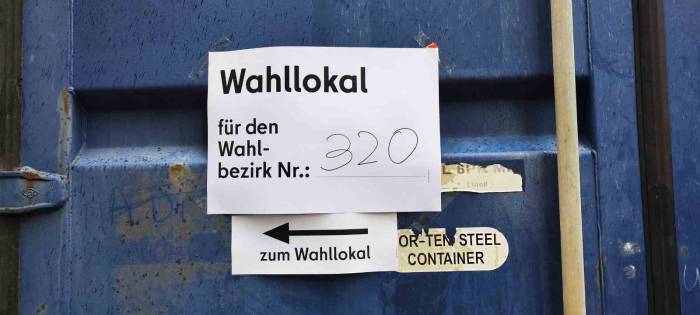 Wahllokal
für den
Wahl-
bezirk Nr.: 320
zum Wahllokal
OR-TEN STEEL
CONTAINER